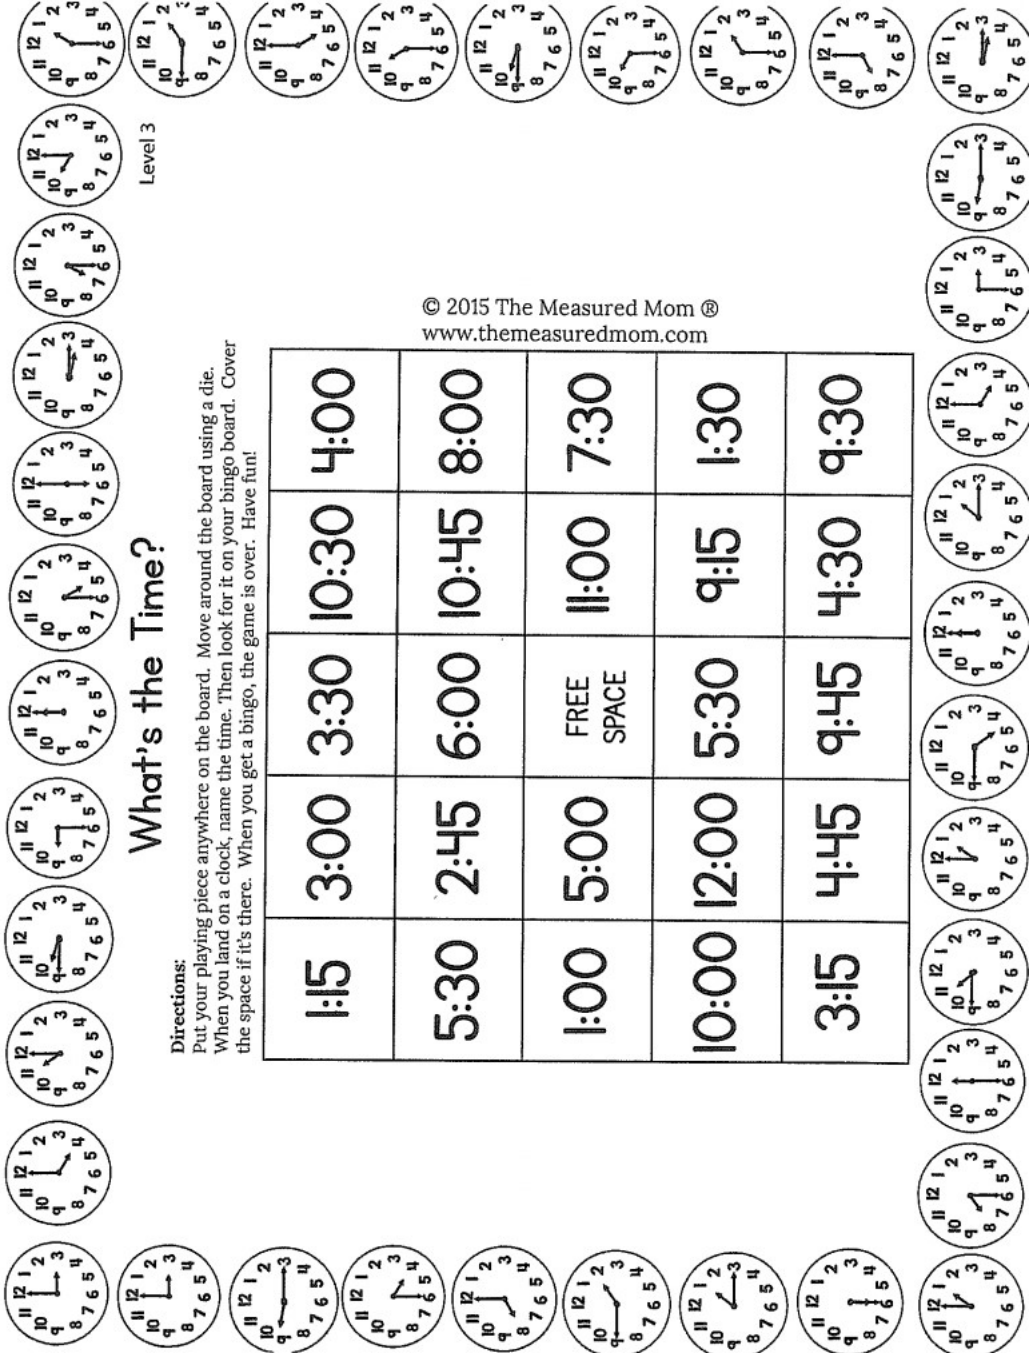 What's the Time?
Level 3
Directions:
Put your playing piece anywhere on the board. Move around the board using a die.
When you land on a clock, name the time. Then look for it on your bingo board. Cover
the space if it's there. When you get a bingo, the game is over. Have fun!
1:15 3:00 3:30 10:30 4:00
5:30 2:45 6:00 10:45 8:00
1:00 5:00 FREE SPACE 11:00 7:30
10:00 12:00 5:30 9:15 1:30
3:15 4:45 9:45 4:30 9:30
© 2015 The Measured Mom ®
www.themeasuredmom.com